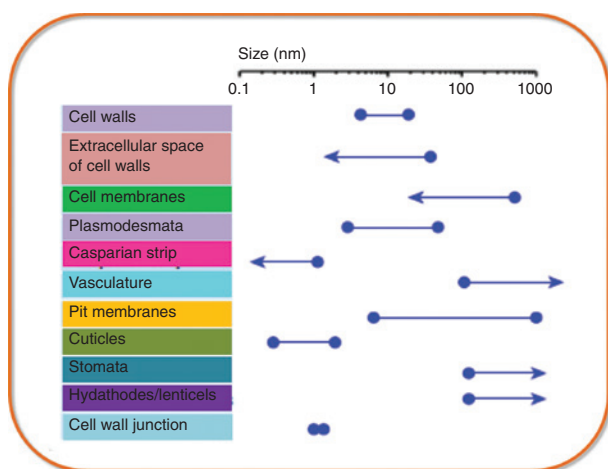 Size (nm)
0.1 1 10 100 1000
Cell walls
Extracellular space
of cell walls
Cell membranes
Plasmodesmata
Casparian strip
Vasculature
Pit membranes
Cuticles
Stomata
Hydathodes/lenticels
Cell wall junction